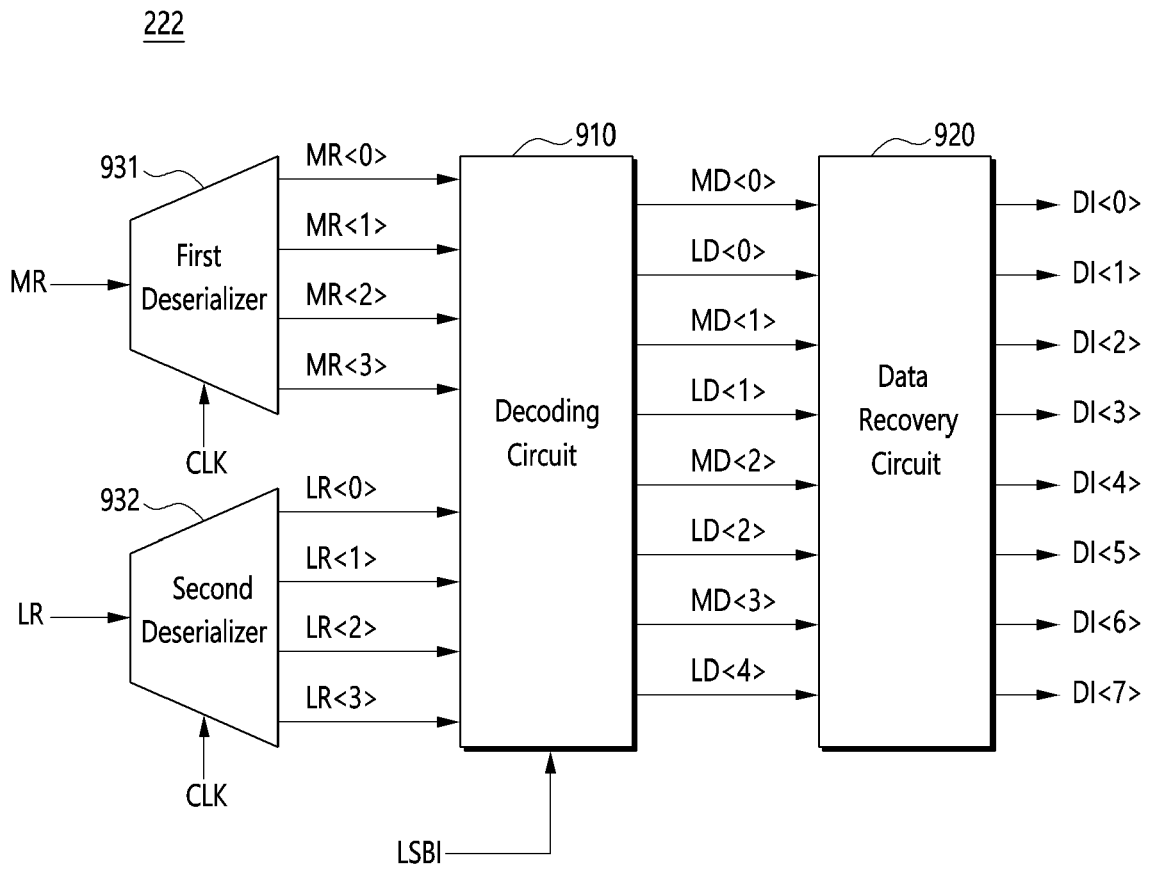 222
910
920
931
MR<0>
MD<0>
DI<0>
MR<1>
LD<0>
DI<1>
First
Deserializer
MR
MR<2>
MD<1>
DI<2>
MR<3>
LD<1>
DI<3>
Decoding
Circuit
Data
Recovery
Circuit
CLK
932
LR<0>
MD<2>
DI<4>
LR<1>
LD<2>
DI<5>
Second
Deserializer
LR
LR<2>
MD<3>
DI<6>
LR<3>
LD<4>
DI<7>
CLK
LSBI